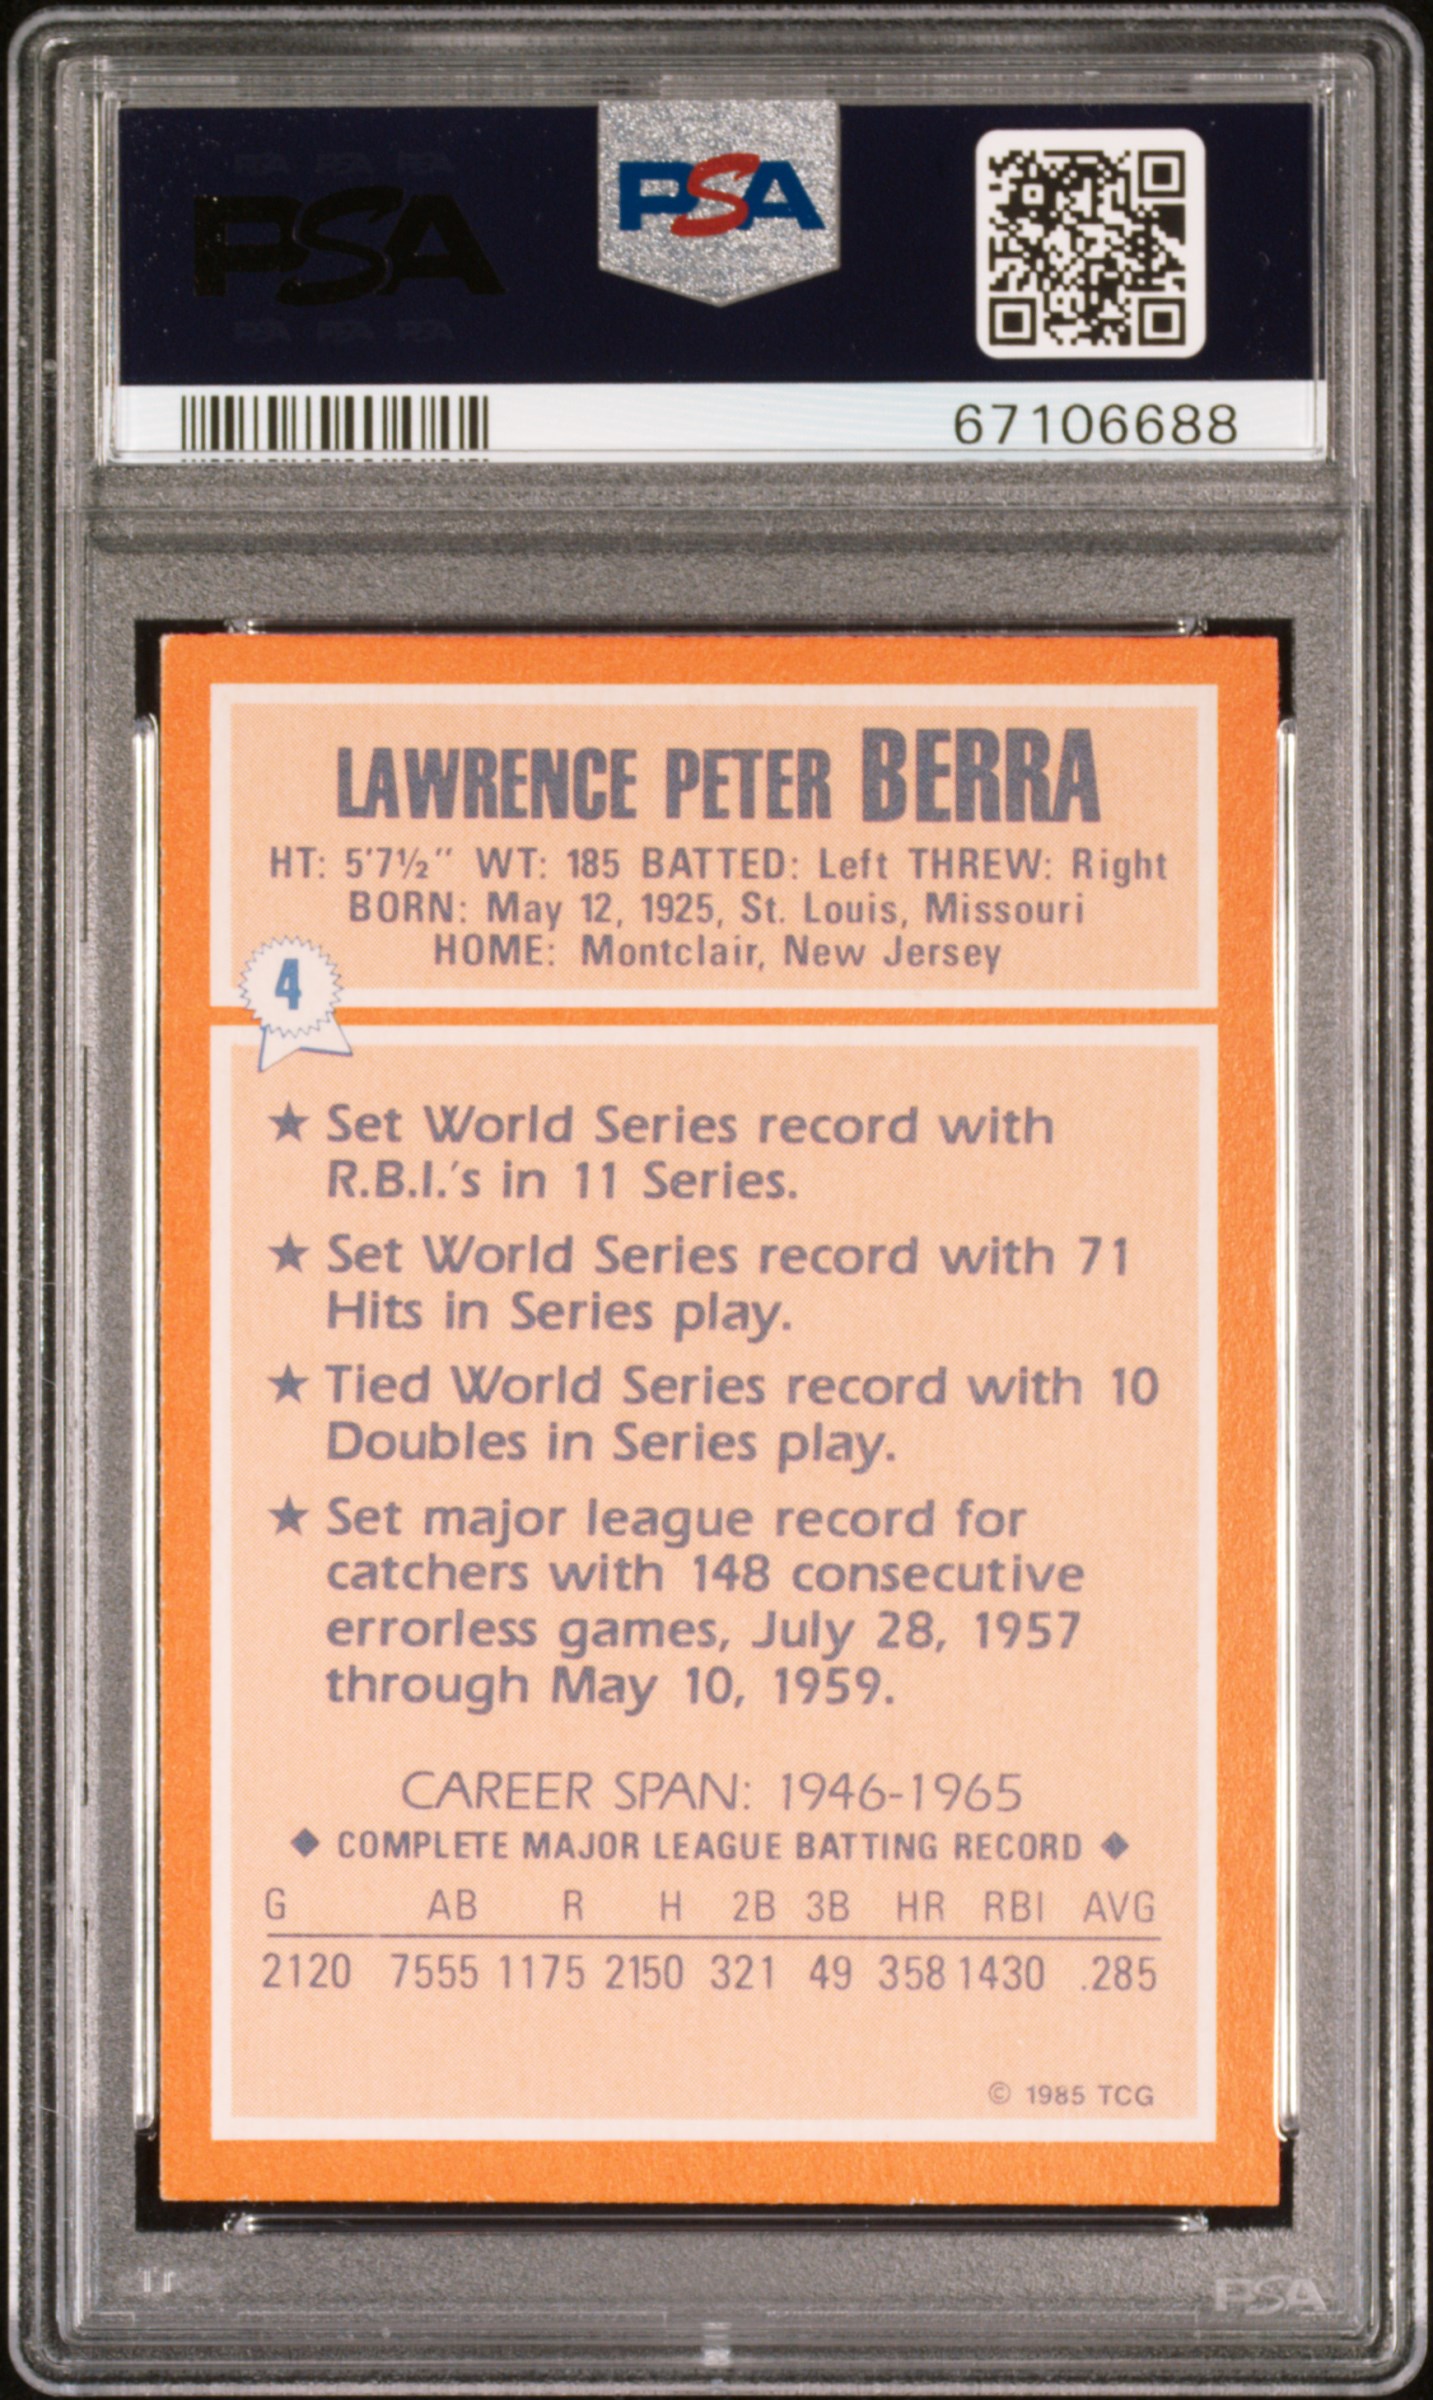 PSA
PSA
67106688
LAWRENCE PETER BERRA
HT: 5'7½" WT: 185 BATTED: Left THREW: Right
BORN: May 12, 1925, St. Louis, Missouri
HOME: Montclair, New Jersey
4
★ Set World Series record with
R.B.I.'s in 11 Series.
★ Set World Series record with 71
Hits in Series play.
★ Tied World Series record with 10
Doubles in Series play.
★ Set major league record for
catchers with 148 consecutive
errorless games, July 28, 1957
through May 10, 1959.
CAREER SPAN: 1946-1965
◆ COMPLETE MAJOR LEAGUE BATTING RECORD ◆
G AB R H 2B 3B HR RBI AVG
2120 7555 1175 2150 321 49 358 1430 .285
© 1985 TCG
PSA